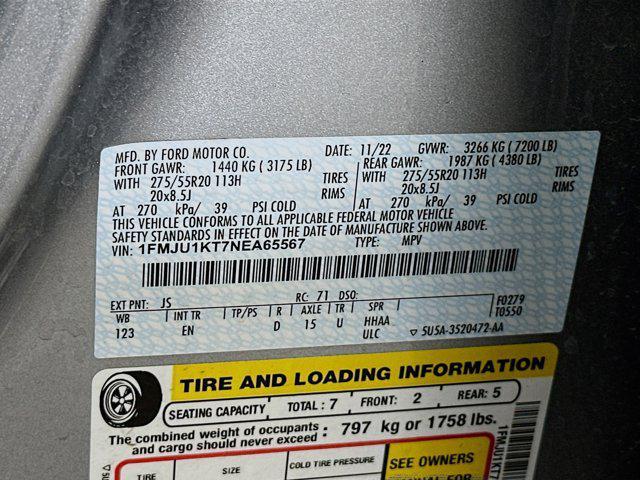 MFD. BY FORD MOTOR CO. DATE: 11/22 GVWR: 3266 KG ( 7200 LB)
FRONT GAWR: 1440 KG ( 3175 LB) REAR GAWR: 1987 KG ( 4380 LB)
WITH 275/55R20 113H TIRES WITH 275/55R20 113H TIRES
20x8.5J RIMS 20x8.5J RIMS
AT 270 kPa/ 39 PSI COLD AT 270 kPa/ 39 PSI COLD
THIS VEHICLE CONFORMS TO ALL APPLICABLE FEDERAL MOTOR VEHICLE
SAFETY STANDARDS IN EFFECT ON THE DATE OF MANUFACTURE SHOWN ABOVE.
VIN: 1FMJU1KT7NEA65567 TYPE: MPV
EXT PNT: JS RC: 71 DSO:
WB INT TR TP/PS R AXLE TR SPR F0279
123 EN D 15 U HHAA T0550
ULC ▽ 5U5A-3520472-AA
TIRE AND LOADING INFORMATION
SEATING CAPACITY TOTAL : 7 FRONT: 2 REAR: 5
The combined weight of occupants : 797 kg or 1758 lbs.
and cargo should never exceed
TIRE SIZE COLD TIRE PRESSURE SEE OWNERS
MANUAL FOR